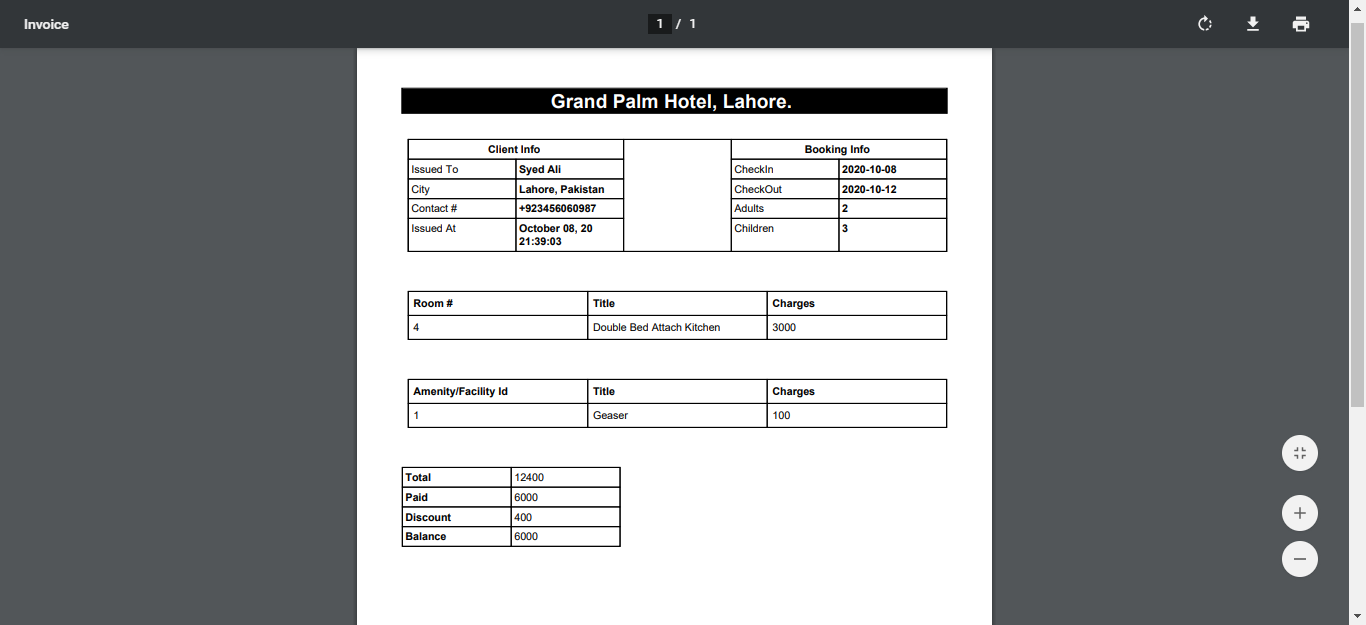 Invoice
1 / 1
Grand Palm Hotel, Lahore.
Client Info Booking Info
Issued To Syed Ali CheckIn 2020-10-08
City Lahore, Pakistan CheckOut 2020-10-12
Contact # +923456060987 Adults 2
Issued At October 08, 20 Children 3
21:39:03
Room # Title Charges
4 Double Bed Attach Kitchen 3000
Amenity/Facility Id Title Charges
1 Geaser 100
Total 12400
Paid 6000
Discount 400
Balance 6000